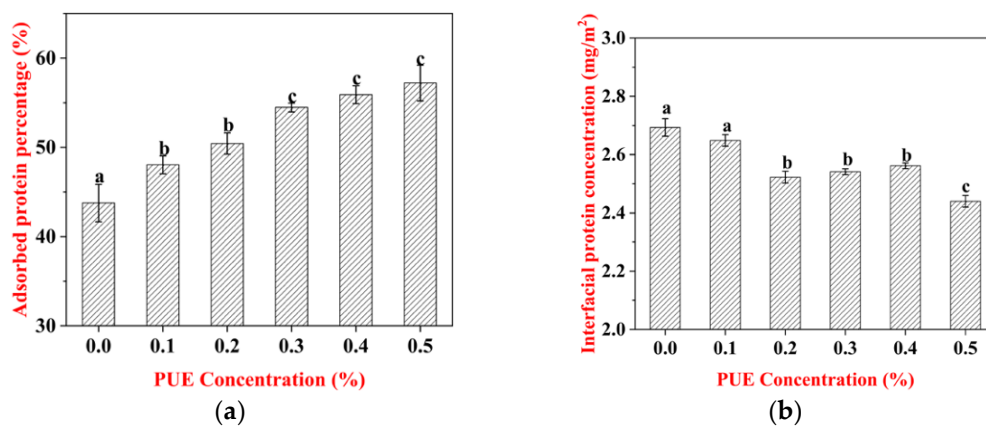 Adsorbed protein percentage (%)
60
50
40
30
a
b
b
c
c
c
0.0 0.1 0.2 0.3 0.4 0.5
PUE Concentration (%)
(a)
Interfacial protein concentration (mg/m²)
3.0
2.8
2.6
2.4
2.2
2.0
a
a
b
b
b
c
0.0 0.1 0.2 0.3 0.4 0.5
PUE Concentration (%)
(b)